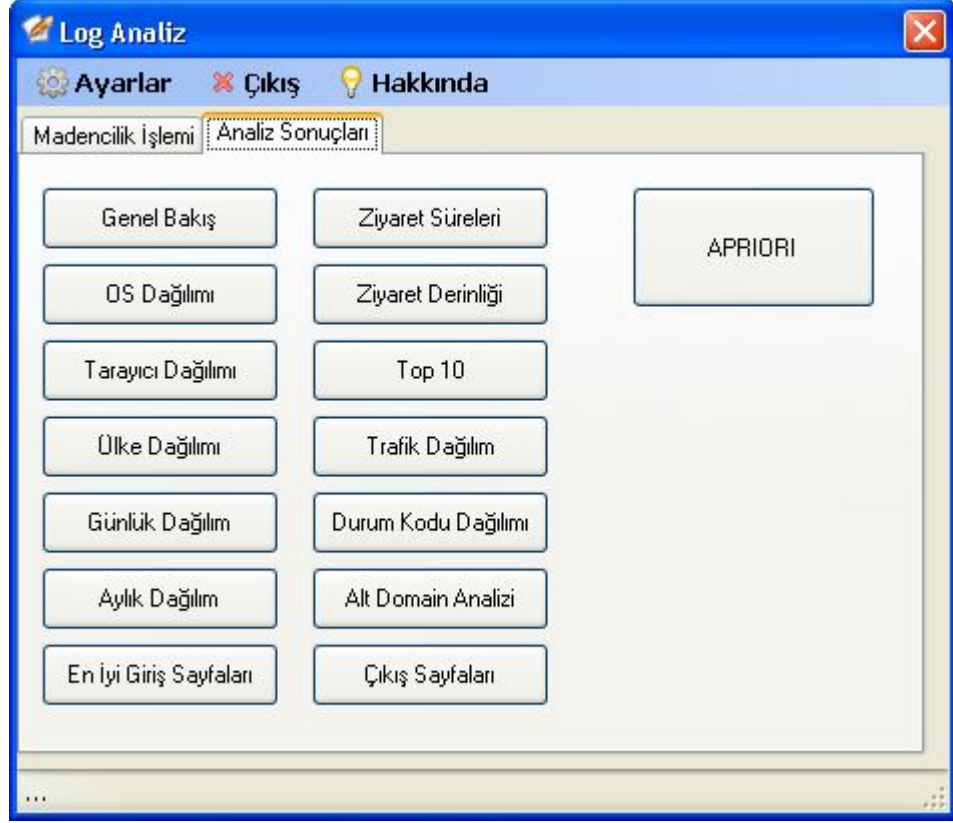 Log Analiz
Ayarlar Çıkış Hakkında
Madencilik İşlemi Analiz Sonuçları
Genel Bakış Ziyaret Süreleri
APRIORI
OS Dağılımı Ziyaret Derinliği
Tarayıcı Dağılımı Top 10
Ülke Dağılımı Trafik Dağılım
Günlük Dağılım Durum Kodu Dağılımı
Aylık Dağılım Alt Domain Analizi
En İyi Giriş Sayfaları Çıkış Sayfaları
...